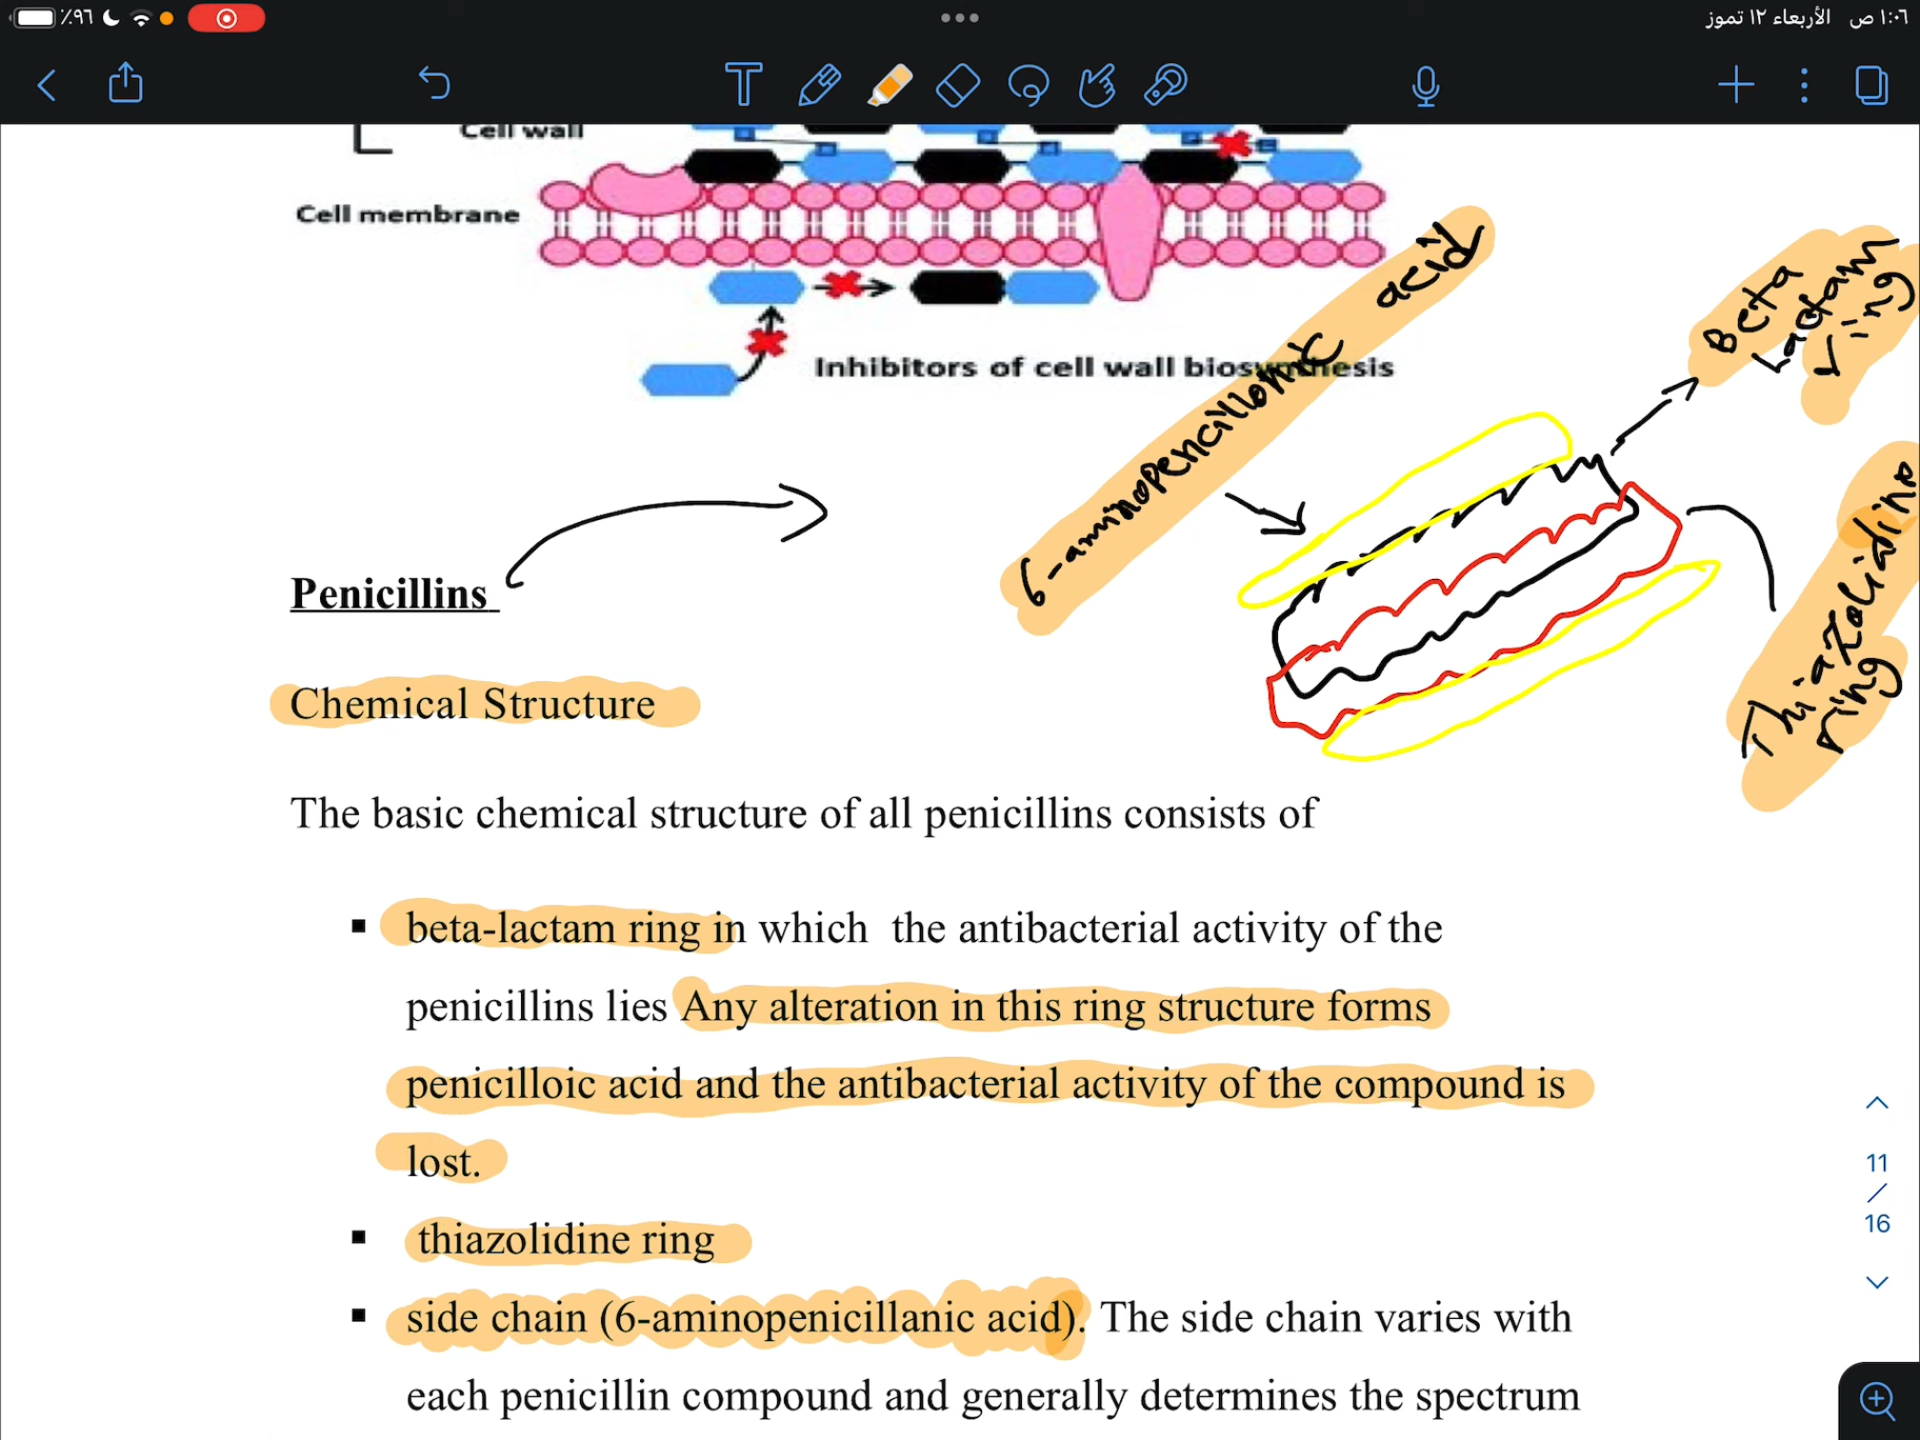 ٪٩٦
١:٠٦ ص الأربعاء ١٢ تموز
Cell wall
Cell membrane
Inhibitors of cell wall biosynthesis
6-aminopencillonic acid
Beta
Lactam
ring
Thiazolidine
ring
Penicillins
Chemical Structure
The basic chemical structure of all penicillins consists of
▪ beta-lactam ring in which the antibacterial activity of the
penicillins lies Any alteration in this ring structure forms
penicilloic acid and the antibacterial activity of the compound is
lost.
▪ thiazolidine ring
▪ side chain (6-aminopenicillanic acid). The side chain varies with
each penicillin compound and generally determines the spectrum
11
/
16